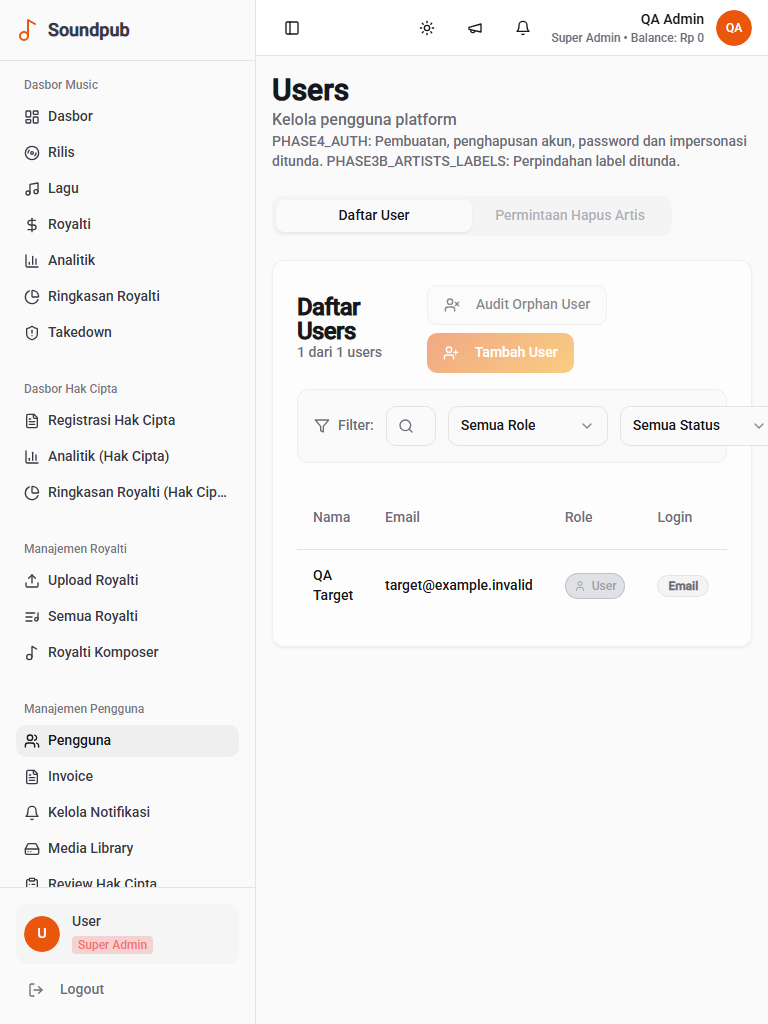 Soundpub
QA Admin
Super Admin • Balance: Rp 0
QA
Dasbor Music
Dasbor
Rilis
Lagu
Royalti
Analitik
Ringkasan Royalti
Takedown
Dasbor Hak Cipta
Registrasi Hak Cipta
Analitik (Hak Cipta)
Ringkasan Royalti (Hak Cip...
Manajemen Royalti
Upload Royalti
Semua Royalti
Royalti Komposer
Manajemen Pengguna
Pengguna
Invoice
Kelola Notifikasi
Media Library
Review Hak Cipta
U
User
Super Admin
Logout
Users
Kelola pengguna platform
PHASE4_AUTH: Pembuatan, penghapusan akun, password dan impersonasi
ditunda. PHASE3B_ARTISTS_LABELS: Perpindahan label ditunda.
Daftar User
Permintaan Hapus Artis
Daftar
Users
1 dari 1 users
Audit Orphan User
Tambah User
Filter:
Semua Role
Semua Status
Nama Email Role Login
QA
Target
target@example.invalid
User
Email